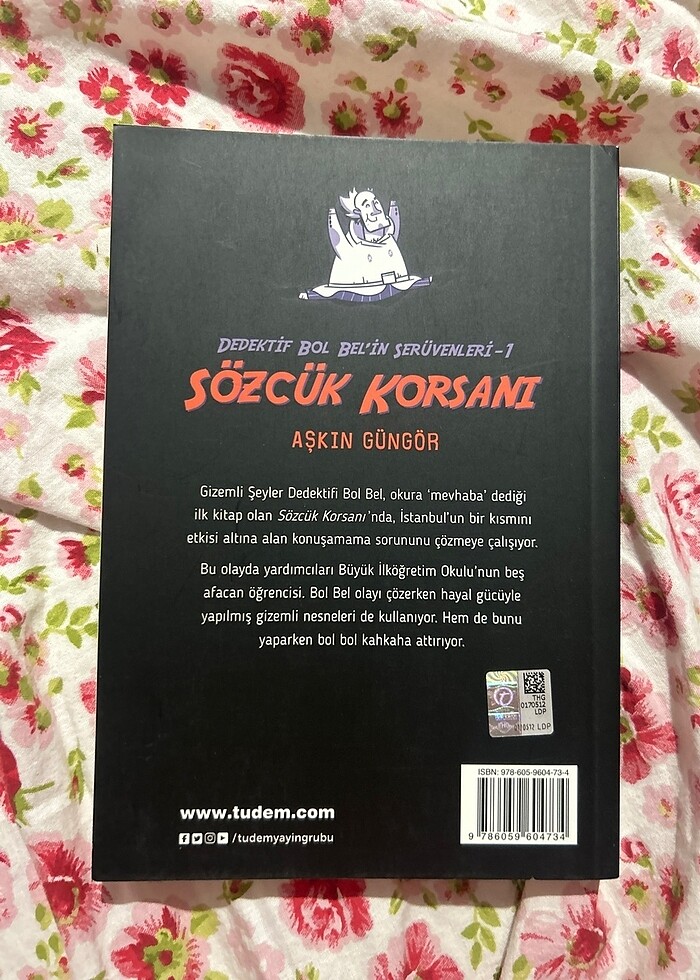 DEDEKTİF BOL BEL'İN SERÜVENLERİ-1
SÖZCÜK KORSANI
AŞKIN GÜNGÖR
Gizemli Şeyler Dedektifi Bol Bel, okura 'mevhaba' dediği
ilk kitap olan Sözcük Korsanı'nda, İstanbul'un bir kısmını
etkisi altına alan konuşamama sorununu çözmeye çalışıyor.
Bu olayda yardımcıları Büyük İlköğretim Okulu'nun beş
afacan öğrencisi. Bol Bel olayı çözerken hayal gücüyle
yapılmış gizemli nesneleri de kullanıyor. Hem de bunu
yaparken bol bol kahkaha attırıyor.
THG
0170512
LDP
LDP
ISBN: 978-605-9604-73-4
9 786059 604734
www.tudem.com
/tudemyayingrubu